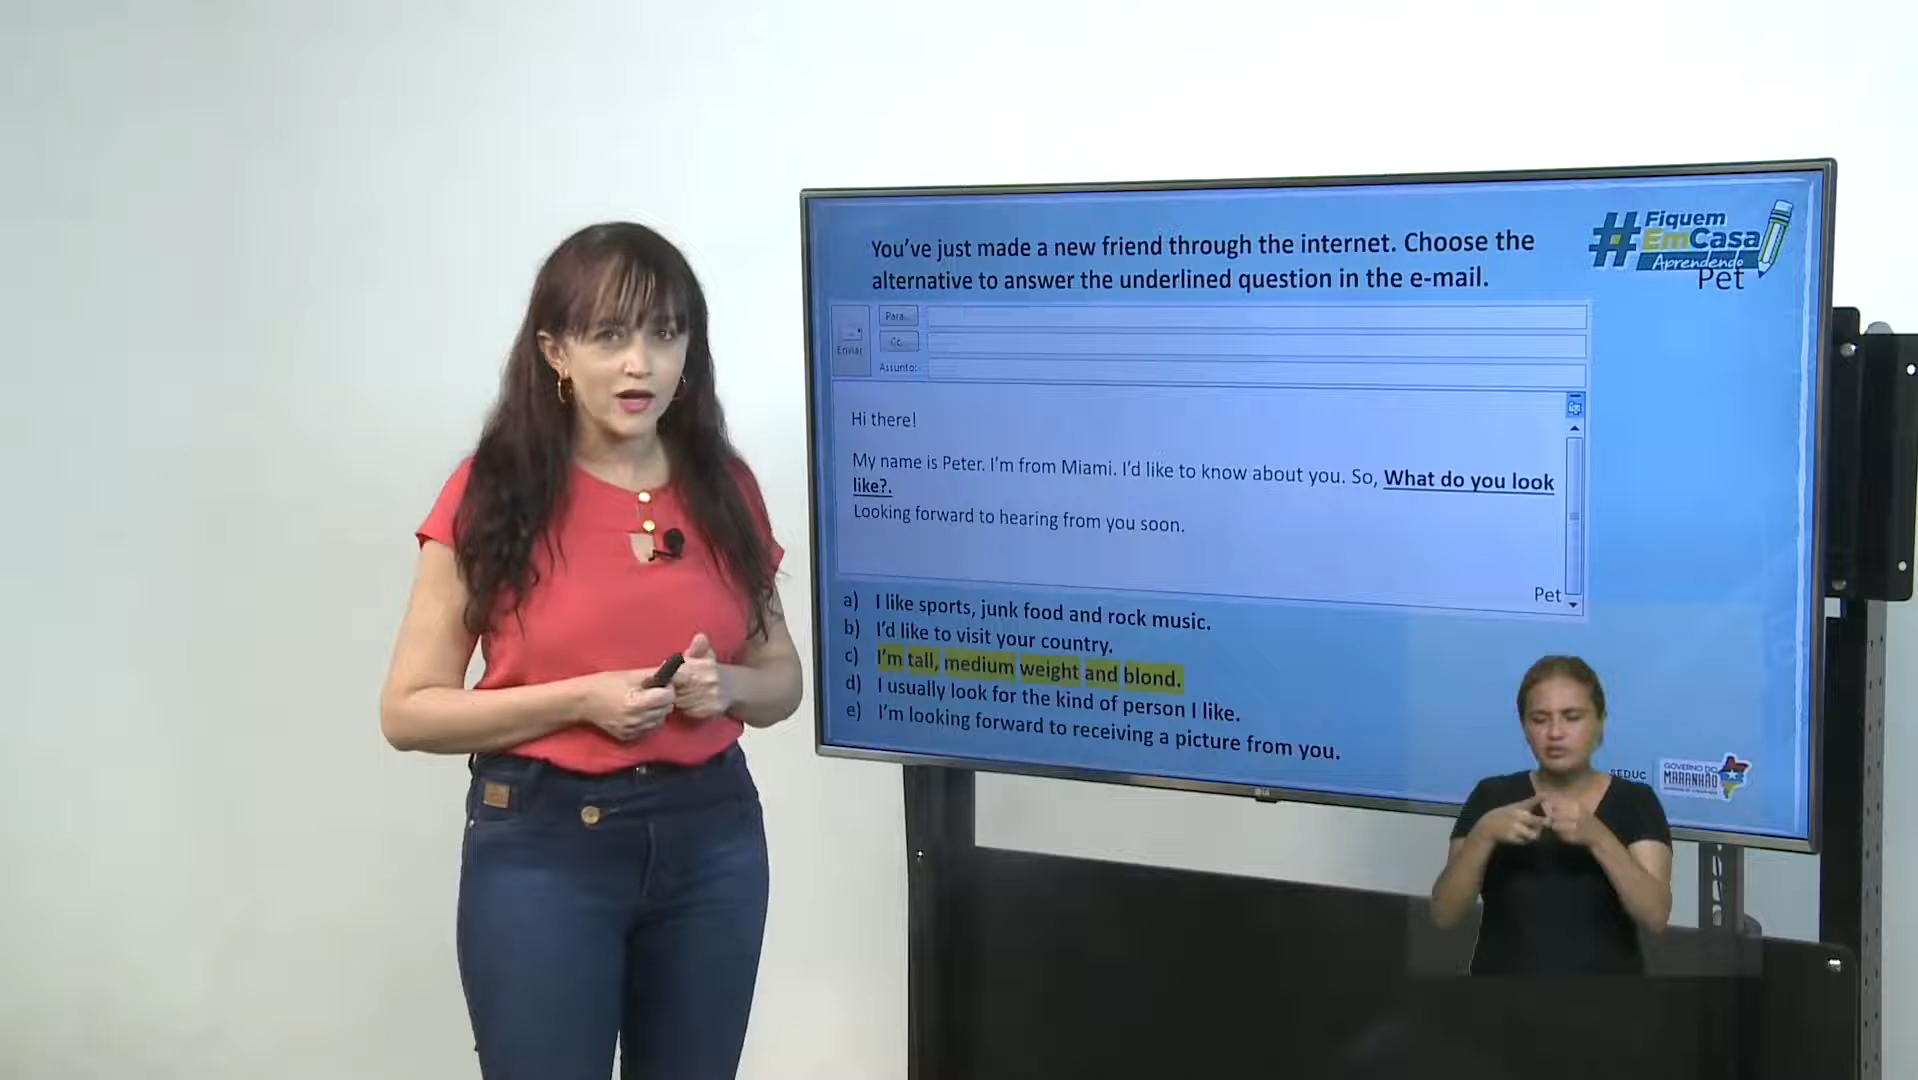 You've just made a new friend through the internet. Choose the
alternative to answer the underlined question in the e-mail.
#Fiquem
EmCasa
Aprendendo
Pet
Enviar
Para...
Cc...
Assunto:
Hi there!
My name is Peter. I'm from Miami. I'd like to know about you. So, What do you look
like?.
Looking forward to hearing from you soon.
Pet
a) I like sports, junk food and rock music.
b) I'd like to visit your country.
c) I'm tall, medium weight and blond.
d) I usually look for the kind of person I like.
e) I'm looking forward to receiving a picture from you.
SEDUC
GOVERNO DO
MARANHÃO
LG